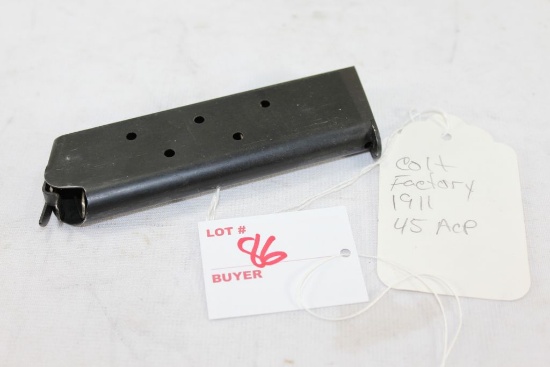 LOT #
86
BUYER
Colt
Factory
1911
45 ACP